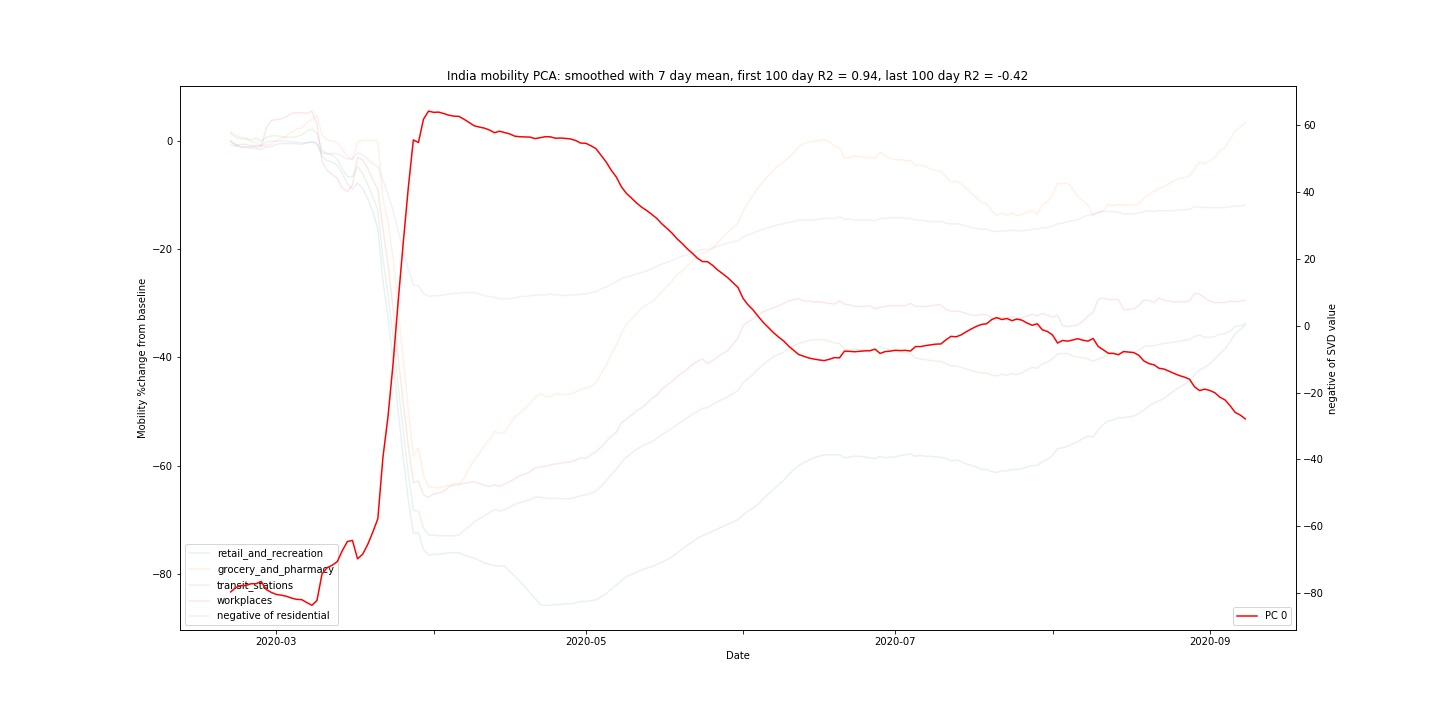 India mobility PCA: smoothed with 7 day mean, first 100 day R2 = 0.94, last 100 day R2 = -0.42
0
−20
−40
−60
−80
Mobility %change from baseline
60
40
20
0
−20
−40
−60
−80
negative of SVD value
retail_and_recreation
grocery_and_pharmacy
transit_stations
workplaces
negative of residential
PC 0
2020-03
2020-05
2020-07
2020-09
Date